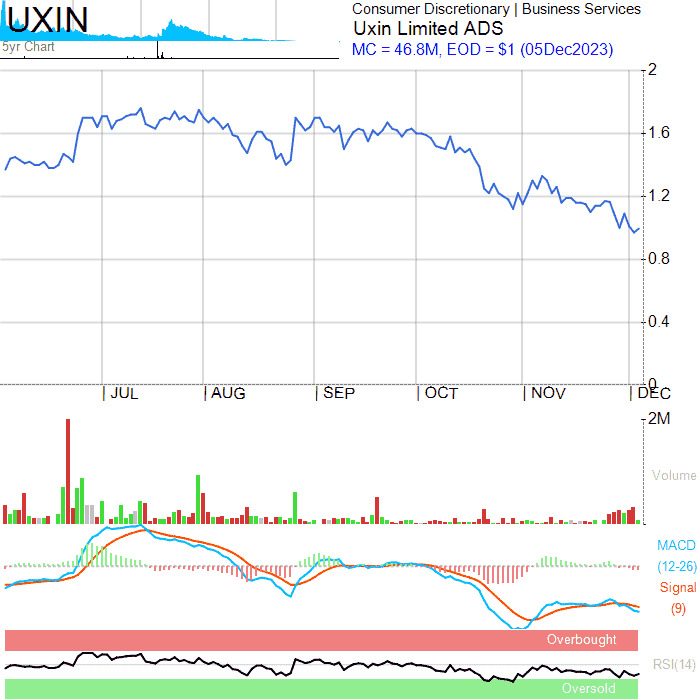 UXIN
5yr Chart
Consumer Discretionary | Business Services
Uxin Limited ADS
MC = 46.8M, EOD = $1 (05Dec2023)
2
1.6
1.2
0.8
0.4
0
| JUL
| AUG
| SEP
| OCT
| NOV
| DEC
2M
Volume
MACD
(12-26)
Signal
(9)
Overbought
RSI(14)
Oversold